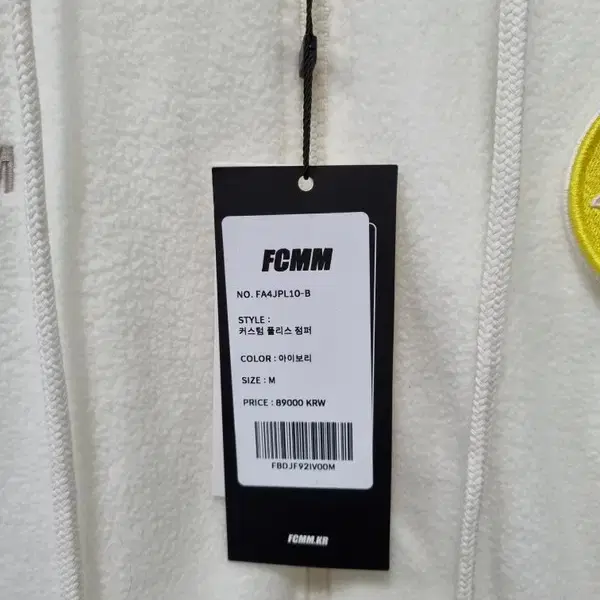 FCMM
NO. FA4JPL10-B
STYLE :
커스텀 플리스 점퍼
COLOR : 아이보리
SIZE : M
PRICE : 89000 KRW
FBDJF92IV00M
FCMM.KR